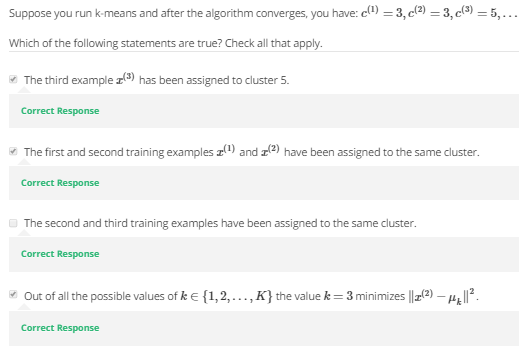 Suppose you run k-means and after the algorithm converges, you have: c⁽¹⁾ = 3, c⁽²⁾ = 3, c⁽³⁾ = 5, . . .
Which of the following statements are true? Check all that apply.
The third example x⁽³⁾ has been assigned to cluster 5.
Correct Response
The first and second training examples x⁽¹⁾ and x⁽²⁾ have been assigned to the same cluster.
Correct Response
The second and third training examples have been assigned to the same cluster.
Correct Response
Out of all the possible values of k ∈ {1, 2, . . . , K} the value k = 3 minimizes ‖x⁽²⁾ − μₖ‖².
Correct Response